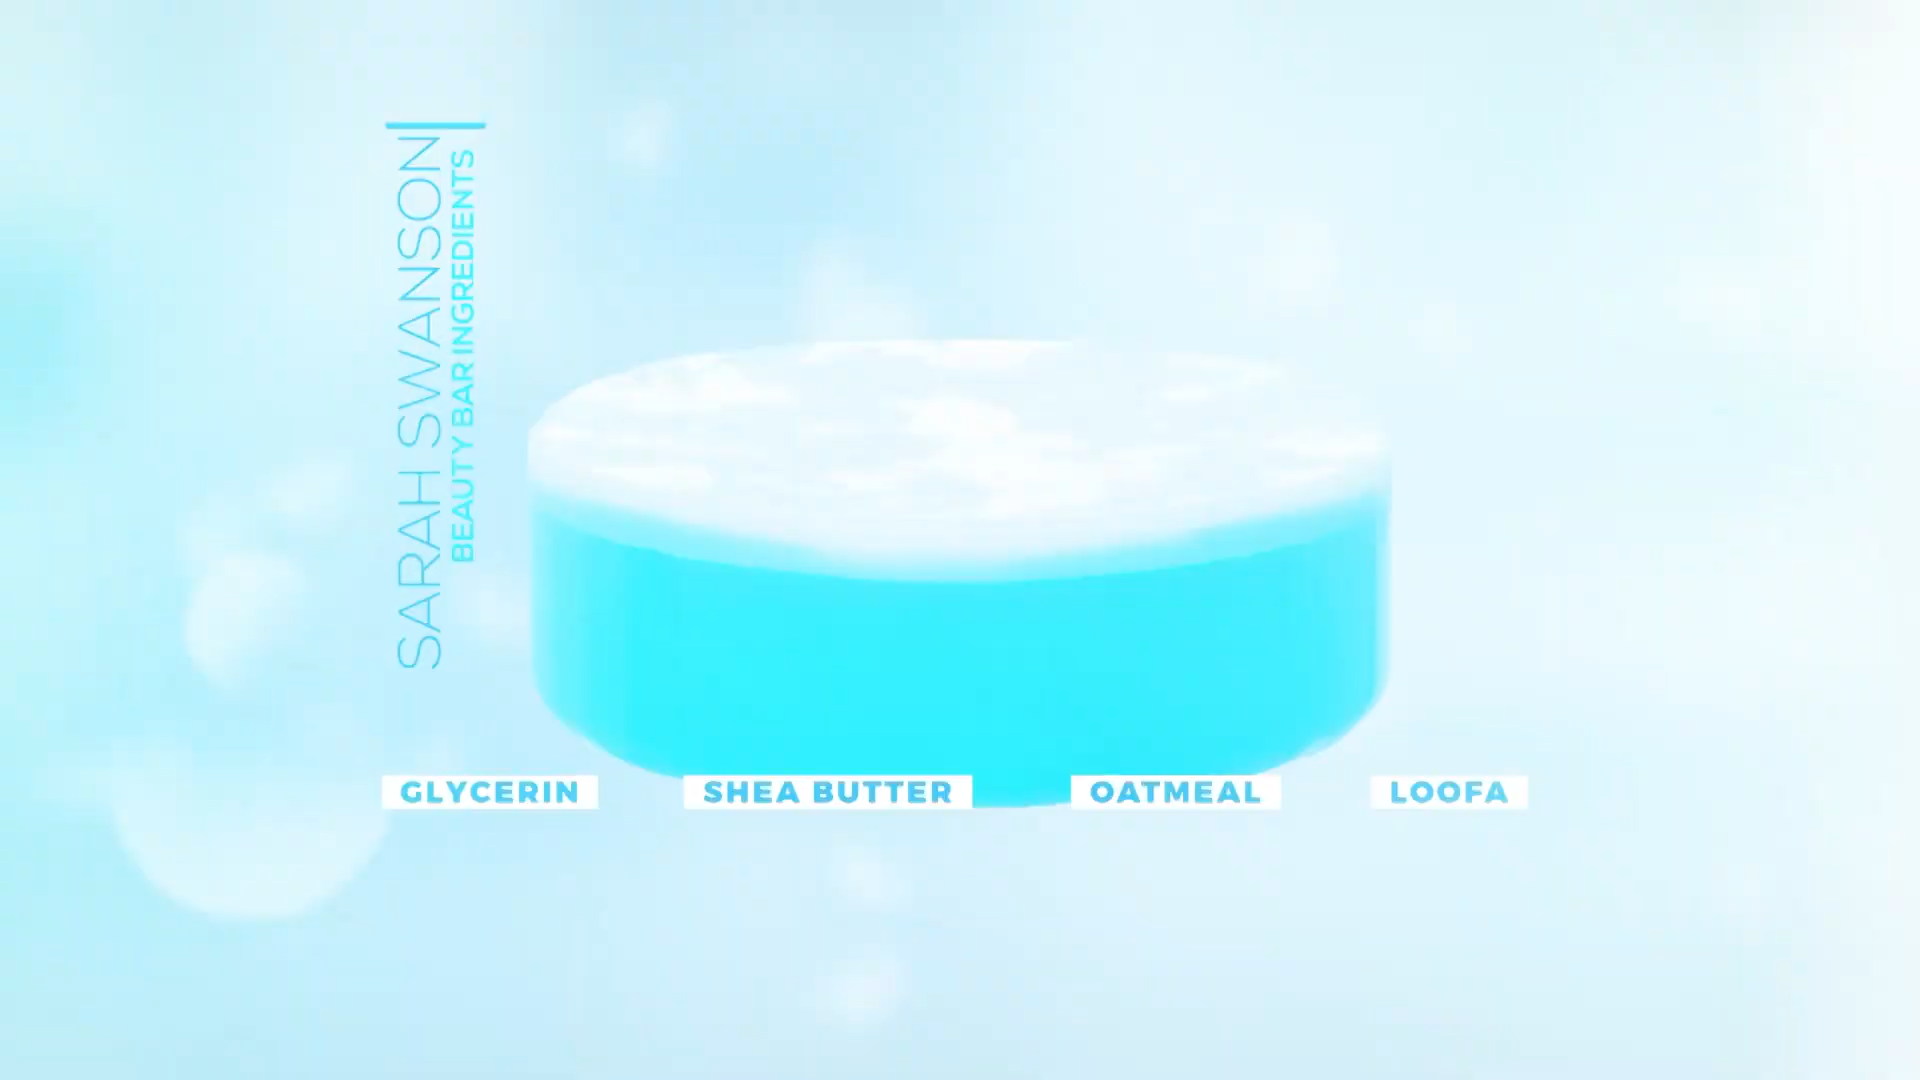 SARAH SWANSON
BEAUTY BAR INGREDIENTS
GLYCERIN
SHEA BUTTER
OATMEAL
LOOFA